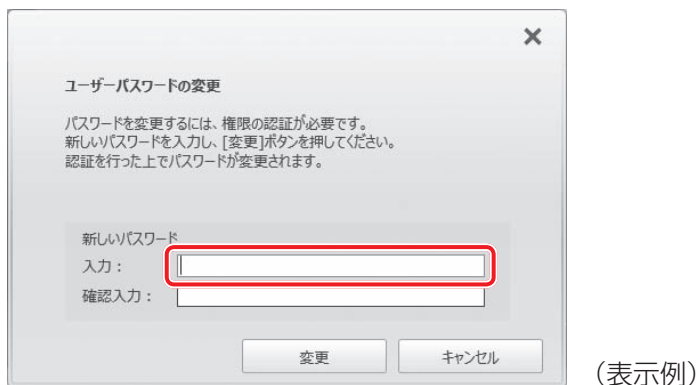 ユーザーパスワードの変更
パスワードを変更するには、権限の認証が必要です。
新しいパスワードを入力し、[変更]ボタンを押してください。
認証を行った上でパスワードが変更されます。
新しいパスワード
入力：
確認入力：
変更
キャンセル
（表示例）